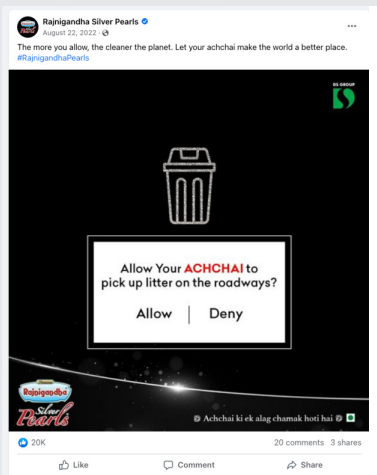 Rajnigandha Silver Pearls
August 22, 2022 ·
The more you allow, the cleaner the planet. Let your achchai make the world a better place.
#RajnigandhaPearls
DS GROUP
Allow Your ACHCHAI to
pick up litter on the roadways?
Allow | Deny
Rajnigandha
Silver
Pearls
Achchai ki ek alag chamak hoti hai
20K
20 comments 3 shares
Like Comment Share